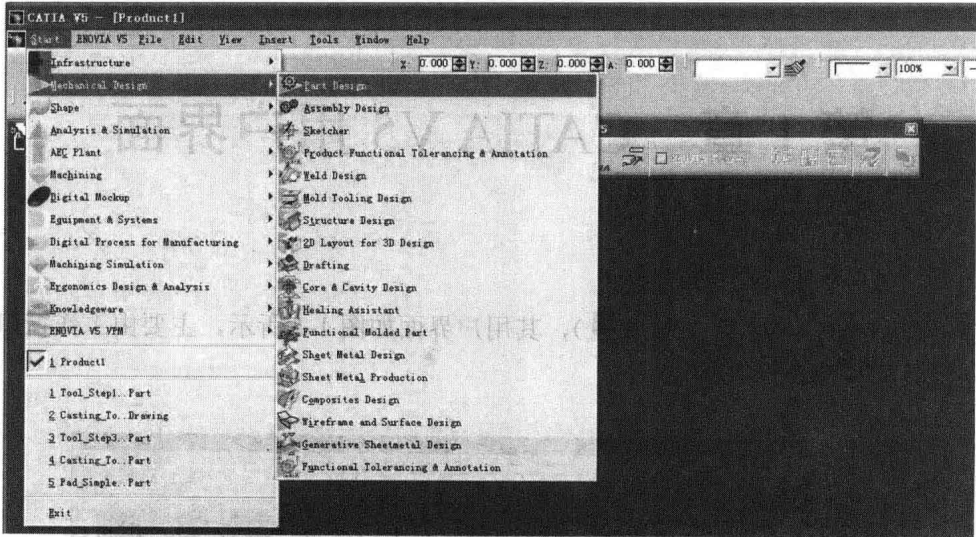 CATIA V5 - [Product1]
Start ENOVIA V5 File Edit View Insert Tools Window Help
X: 0.000 Y: 0.000 Z: 0.000 A: 0.000
100%
Infrastructure
Mechanical Design
Shape
Analysis & Simulation
AEC Plant
Machining
Digital Mockup
Equipment & Systems
Digital Process for Manufacturing
Machining Simulation
Ergonomics Design & Analysis
Knowledgeware
ENOVIA V5 VPM
1 Product1
1 Tool_Step1..Part
2 Casting_To..Drawing
3 Tool_Step3..Part
4 Casting_To..Part
5 Pad_Simple..Part
Exit
Part Design
Assembly Design
Sketcher
Product Functional Tolerancing & Annotation
Weld Design
Mold Tooling Design
Structure Design
2D Layout for 3D Design
Drafting
Core & Cavity Design
Healing Assistant
Functional Molded Part
Sheet Metal Design
Sheet Metal Production
Composites Design
Wireframe and Surface Design
Generative Sheetmetal Design
Functional Tolerancing & Annotation